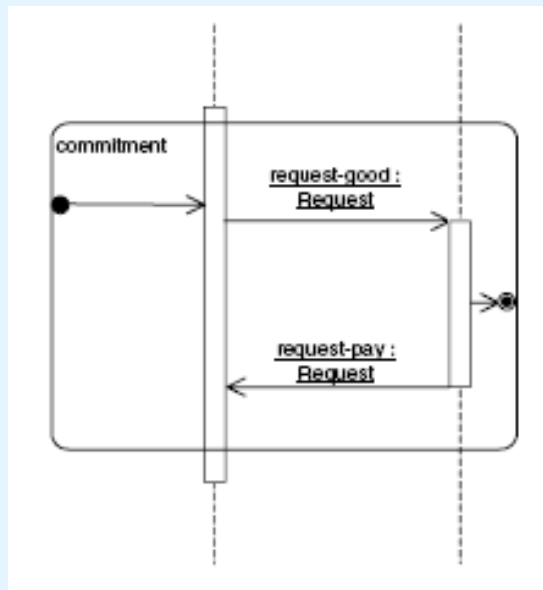 commitment
request-good :
Request
request-pay :
Request